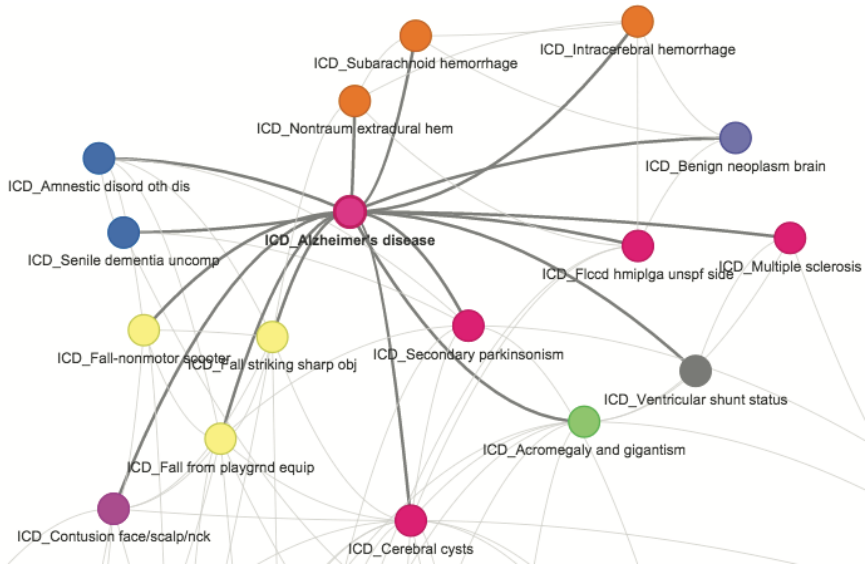 ICD_Subarachnoid hemorrhage
ICD_Intracerebral hemorrhage
ICD_Nontraum extradural hem
ICD_Benign neoplasm brain
ICD_Amnestic disord oth dis
ICD_Alzheimer's disease
ICD_Senile dementia uncomp
ICD_Flccd hmiplga unspf side
ICD_Multiple sclerosis
ICD_Fall-nonmotor scooter
ICD_Fall striking sharp obj
ICD_Secondary parkinsonism
ICD_Ventricular shunt status
ICD_Acromegaly and gigantism
ICD_Fall from playgrnd equip
ICD_Contusion face/scalp/nck
ICD_Cerebral cysts